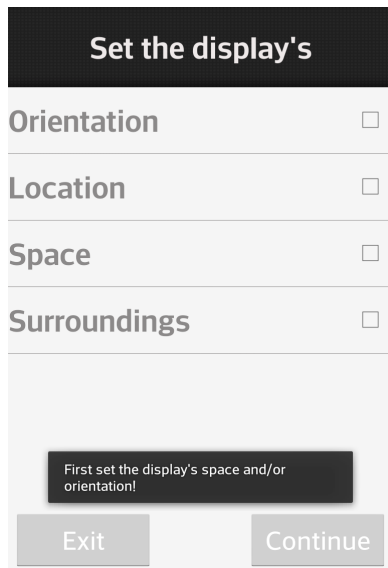 Set the display's
Orientation
Location
Space
Surroundings
First set the display's space and/or
orientation!
Exit
Continue